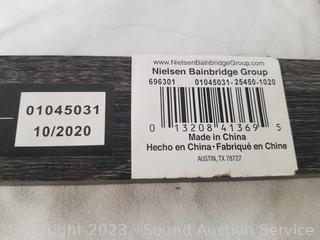 www.NielsenBainbridge.com
Nielsen Bainbridge Group
696301 01045031-25450-1020
0 13208 41369 5
Made in China
Hecho en China • Fabriqué en Chine
AUSTIN, TX 78727
01045031
10/2020
Copyright 2023 - Sound Auction Service